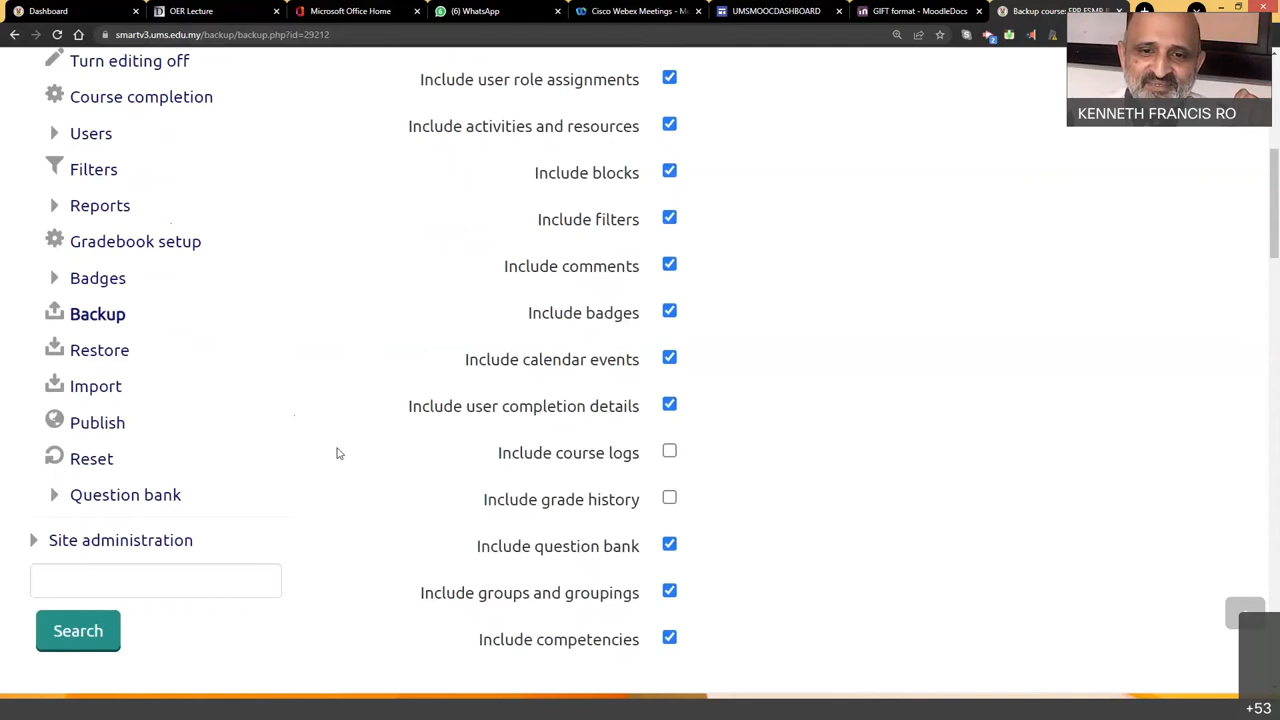 Dashboard
OER Lecture
Microsoft Office Home
(6) WhatsApp
Cisco Webex Meetings - M
UMSMOOCDASHBOARD
GIFT format - MoodleDocs
Backup course: EPP ESMP
smartv3.ums.edu.my/backup/backup.php?id=29212
KENNETH FRANCIS RO
Turn editing off
Course completion
Users
Filters
Reports
Gradebook setup
Badges
Backup
Restore
Import
Publish
Reset
Question bank
Site administration
Search
Include user role assignments
Include activities and resources
Include blocks
Include filters
Include comments
Include badges
Include calendar events
Include user completion details
Include course logs
Include grade history
Include question bank
Include groups and groupings
Include competencies
+53